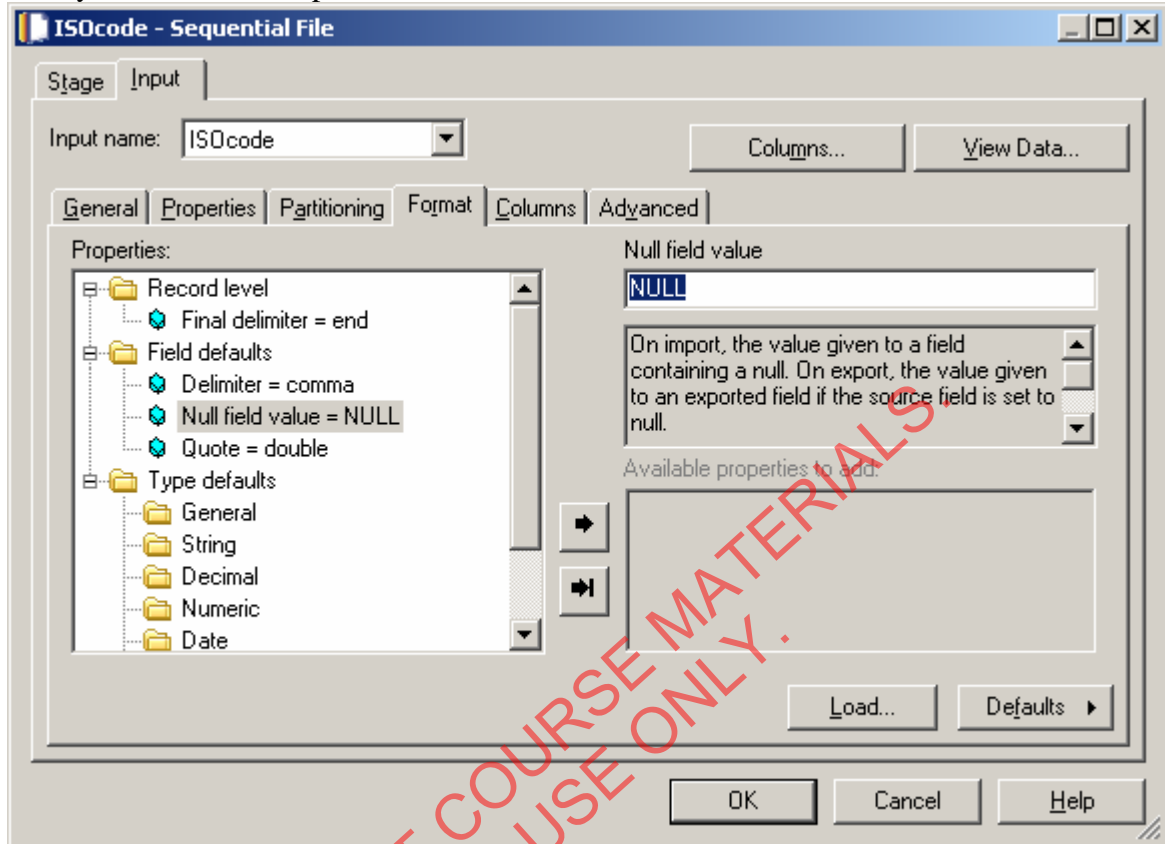 ISOcode - Sequential File
Stage Input
Input name: ISOcode
Columns... View Data...
General Properties Partitioning Format Columns Advanced
Properties:
Record level
Final delimiter = end
Field defaults
Delimiter = comma
Null field value = NULL
Quote = double
Type defaults
General
String
Decimal
Numeric
Date
Null field value
NULL
On import, the value given to a field
containing a null. On export, the value given
to an exported field if the source field is set to
null.
Available properties to add:
Load... Defaults
OK Cancel Help
COURSE MATERIALS.
USE ONLY.